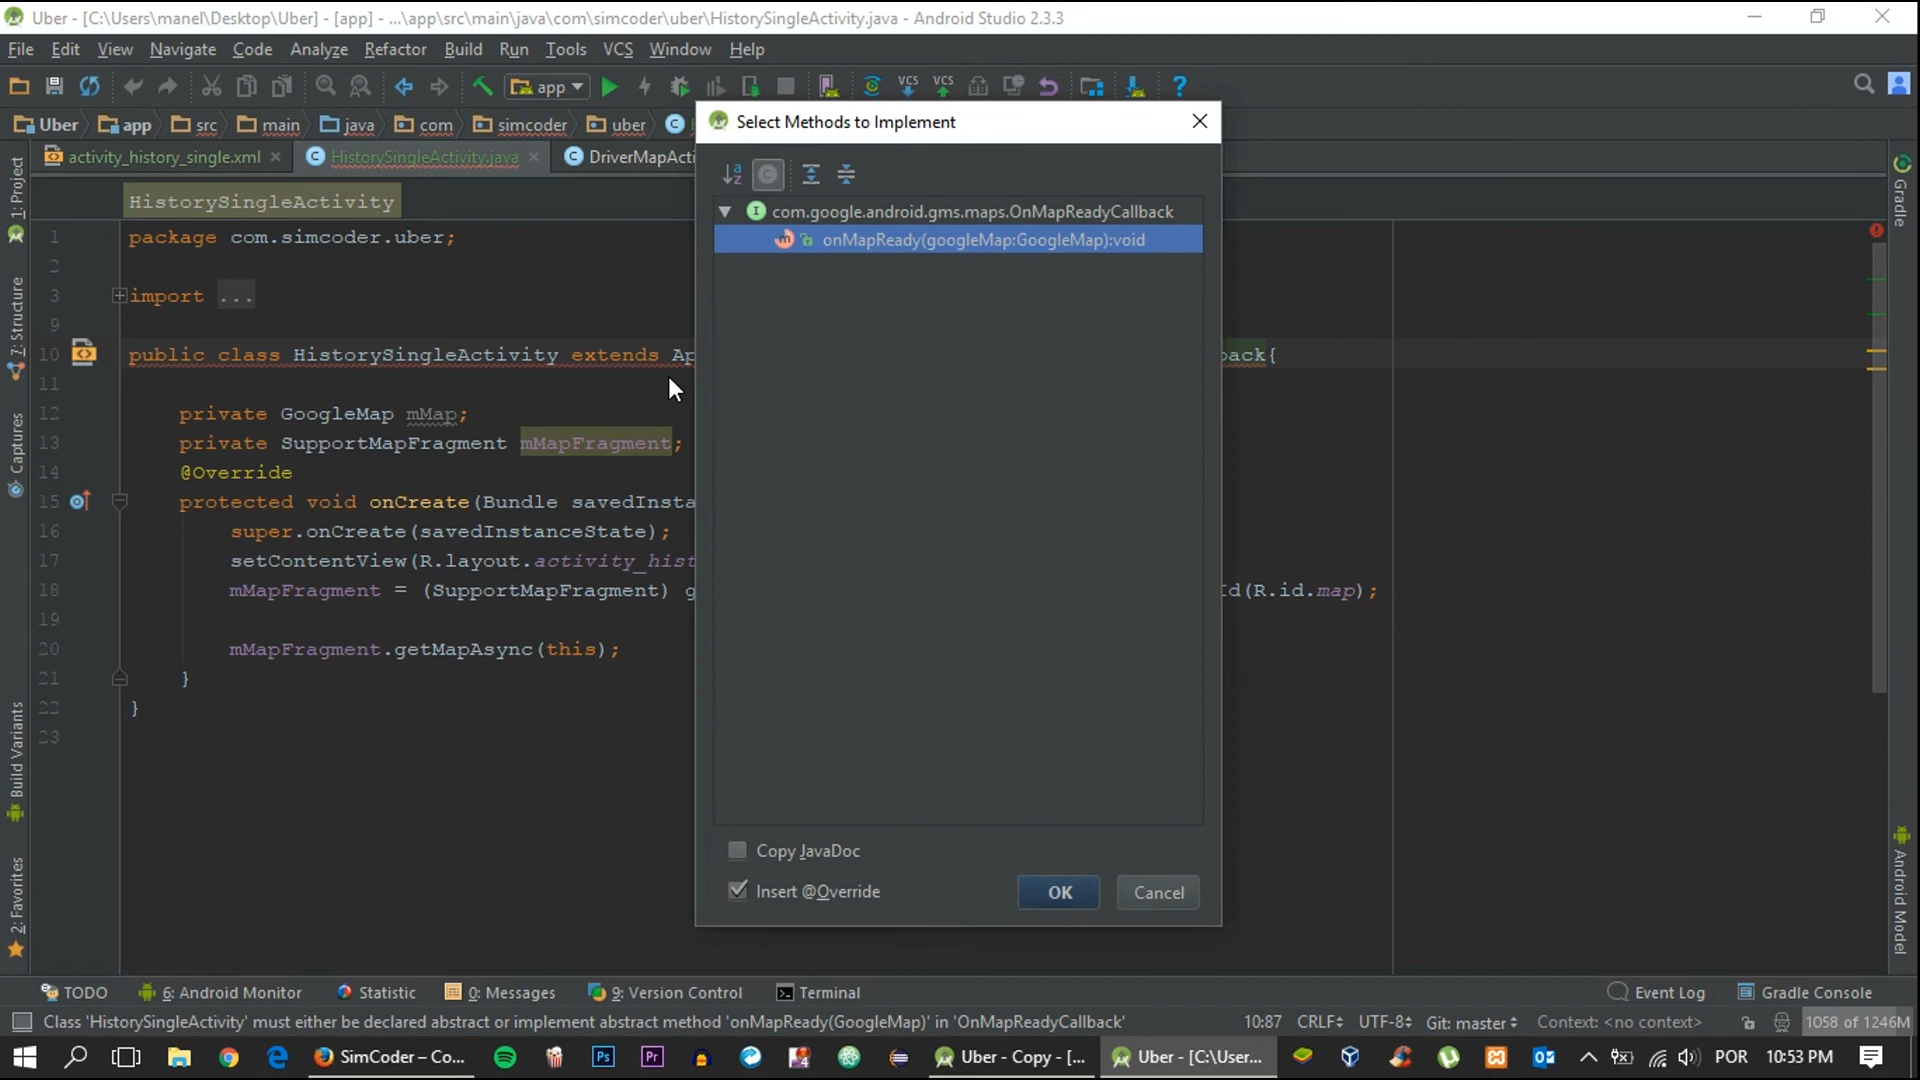 Uber - [C:\Users\manel\Desktop\Uber] - [app] - ...\app\src\main\java\com\simcoder\uber\HistorySingleActivity.java - Android Studio 2.3.3
File Edit View Navigate Code Analyze Refactor Build Run Tools VCS Window Help
app VCS VCS ?
Uber app src main java com simcoder uber
activity_history_single.xml HistorySingleActivity.java DriverMapActi
HistorySingleActivity
Select Methods to Implement
com.google.android.gms.maps.OnMapReadyCallback
onMapReady(googleMap:GoogleMap):void
Copy JavaDoc
Insert @Override
OK Cancel
1 package com.simcoder.uber;
2
3 import ...
9
10 public class HistorySingleActivity extends Ap back{
11
12 private GoogleMap mMap;
13 private SupportMapFragment mMapFragment;
14 @Override
15 protected void onCreate(Bundle savedInsta
16 super.onCreate(savedInstanceState);
17 setContentView(R.layout.activity_hist
18 mMapFragment = (SupportMapFragment) g Id(R.id.map);
19
20 mMapFragment.getMapAsync(this);
21 }
22 }
23
1: Project
7: Structure
Captures
Build Variants
2: Favorites
Gradle
Android Model
TODO 6: Android Monitor Statistic 0: Messages 9: Version Control Terminal Event Log Gradle Console
Class 'HistorySingleActivity' must either be declared abstract or implement abstract method 'onMapReady(GoogleMap)' in 'OnMapReadyCallback' 10:87 CRLF UTF-8 Git: master Context: <no context> 1058 of 1246M
SimCoder – Co... Ps Pr Uber - Copy - [... Uber - [C:\User... POR 10:53 PM